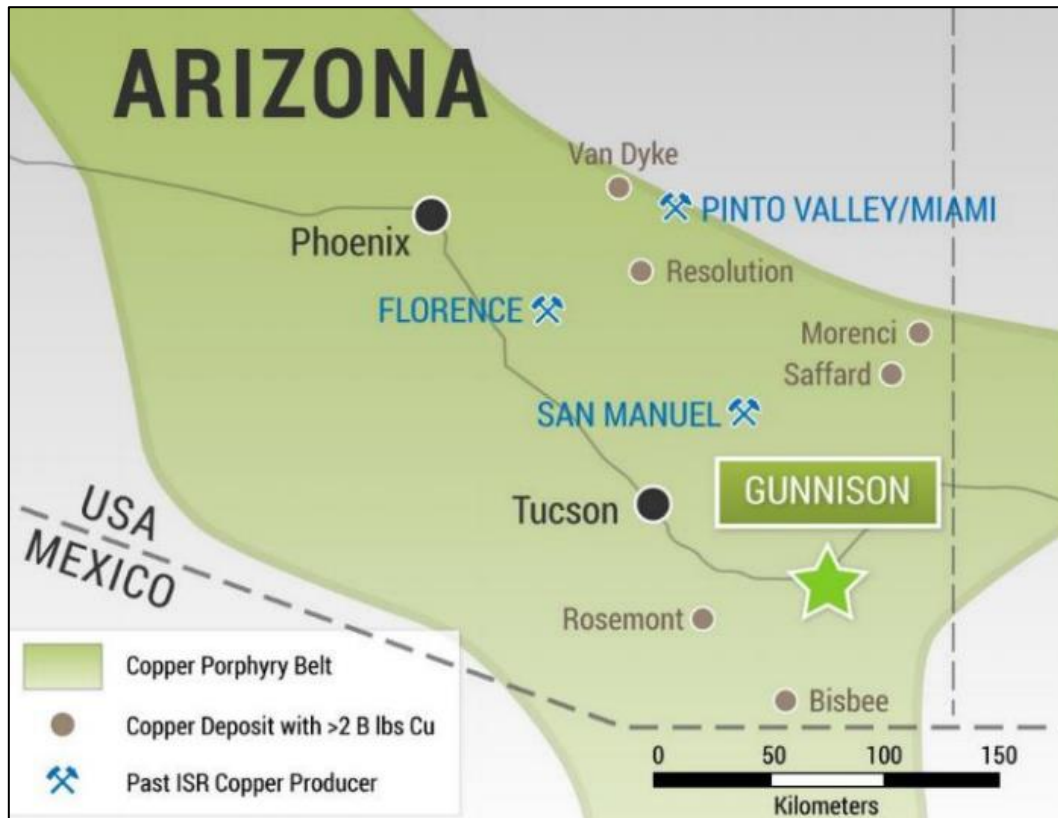 ARIZONA
Van Dyke
PINTO VALLEY/MIAMI
Phoenix
Resolution
FLORENCE
Morenci
Saffard
SAN MANUEL
GUNNISON
Tucson
USA
MEXICO
Rosemont
Bisbee
Copper Porphyry Belt
Copper Deposit with >2 B lbs Cu
Past ISR Copper Producer
0 50 100 150
Kilometers